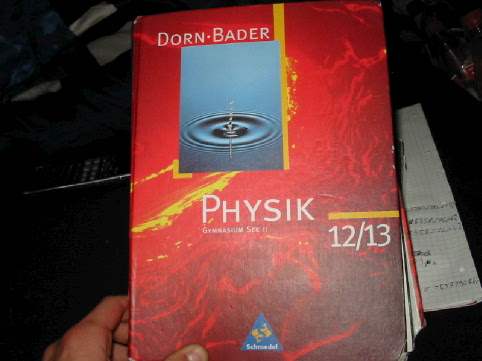 DORN·BADER
PHYSIK
GYMNASIUM SEK II
12/13
Schroedel